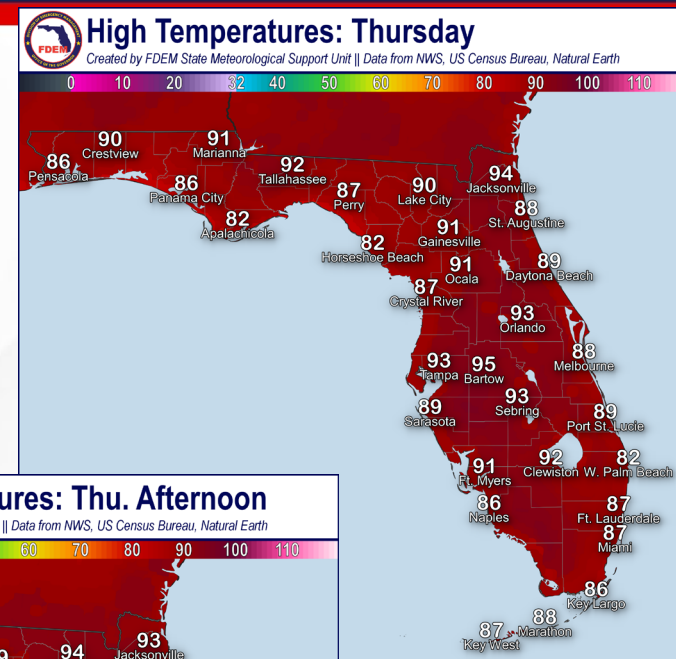 High Temperatures: Thursday
FDEM
Created by FDEM State Meteorological Support Unit || Data from NWS, US Census Bureau, Natural Earth
0 10 20 32 40 50 60 70 80 90 100 110
90
Crestview
91
Marianna
86
Pensacola
92
Tallahassee
94
Jacksonville
86
Panama City
87
Perry
90
Lake City
88
St. Augustine
82
Apalachicola
91
Gainesville
82
Horseshoe Beach
91
Ocala
89
Daytona Beach
87
Crystal River
93
Orlando
88
Melbourne
93
Tampa
95
Bartow
93
Sebring
89
Sarasota
89
Port St. Lucie
91
Ft. Myers
92
Clewiston
82
W. Palm Beach
86
Naples
87
Ft. Lauderdale
87
Miami
86
Key Largo
88
Marathon
87
Key West
ures: Thu. Afternoon
|| Data from NWS, US Census Bureau, Natural Earth
60 70 80 90 100 110
94
93
Jacksonville